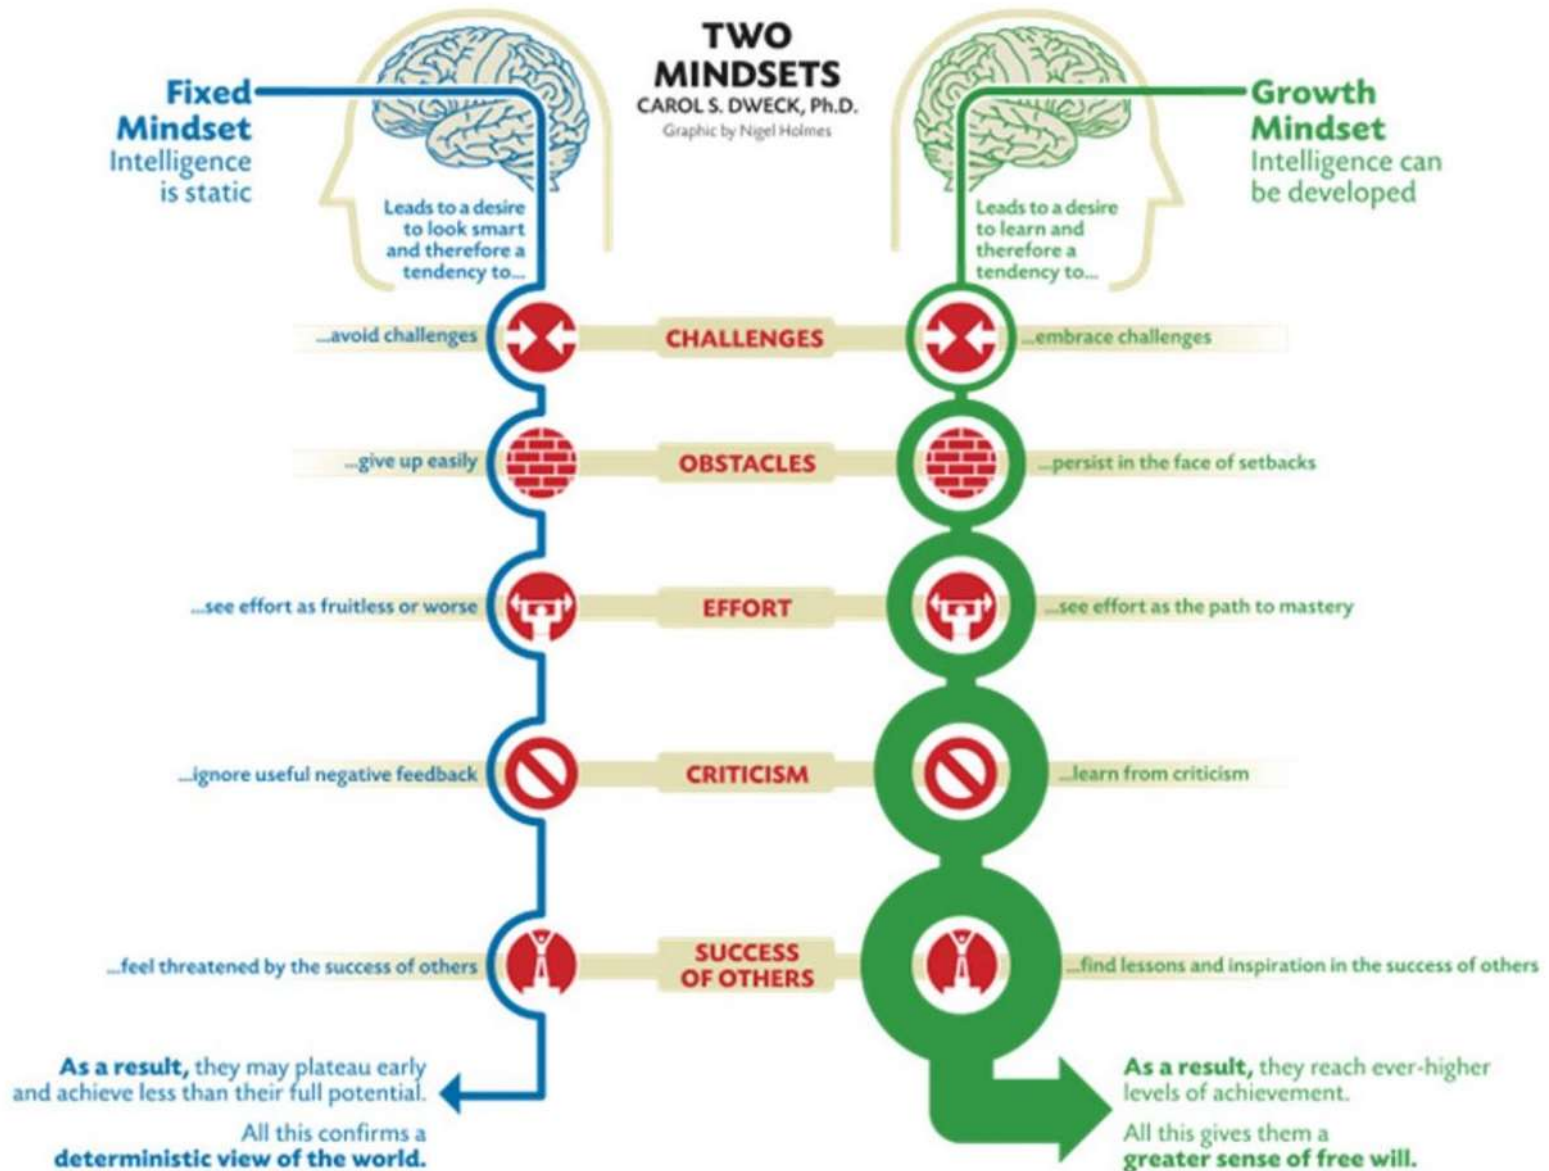 TWO
MINDSETS
CAROL S. DWECK, Ph.D.
Graphic by Nigel Holmes
Fixed
Mindset
Intelligence
is static
Leads to a desire
to look smart
and therefore a
tendency to...
Growth
Mindset
Intelligence can
be developed
Leads to a desire
to learn and
therefore a
tendency to...
...avoid challenges
CHALLENGES
...embrace challenges
...give up easily
OBSTACLES
...persist in the face of setbacks
...see effort as fruitless or worse
EFFORT
...see effort as the path to mastery
...ignore useful negative feedback
CRITICISM
...learn from criticism
...feel threatened by the success of others
SUCCESS
OF OTHERS
...find lessons and inspiration in the success of others
As a result, they may plateau early
and achieve less than their full potential.
All this confirms a
deterministic view of the world.
As a result, they reach ever-higher
levels of achievement.
All this gives them a
greater sense of free will.